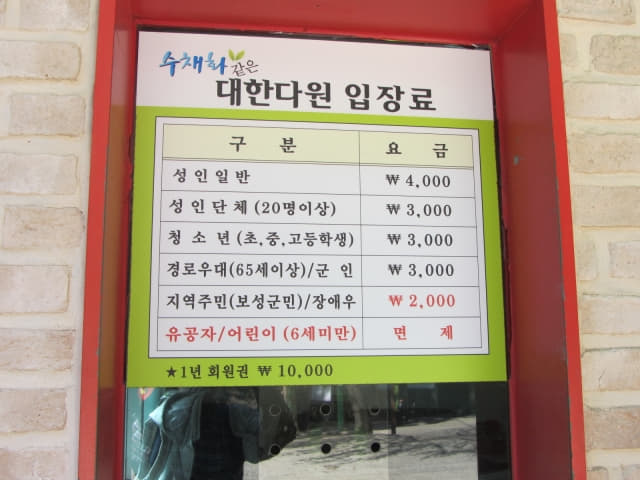 수채화 같은
대한다원 입장료
구 분 요 금
성인일반 ₩ 4,000
성인단체 (20명이상) ₩ 3,000
청소년 (초,중,고등학생) ₩ 3,000
경로우대(65세이상)/군 인 ₩ 3,000
지역주민(보성군민)/장애우 ₩ 2,000
유공자/어린이 (6세미만) 면 제
★1년 회원권 ₩ 10,000